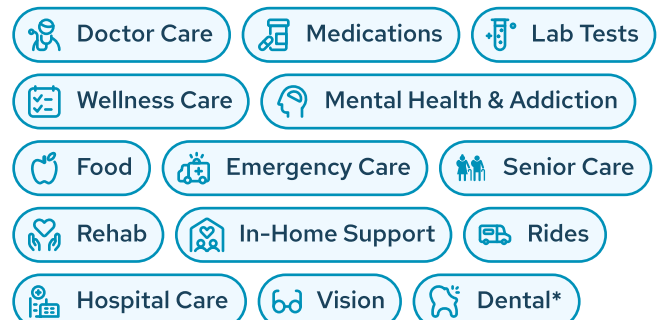 Doctor Care Medications Lab Tests
Wellness Care Mental Health & Addiction
Food Emergency Care Senior Care
Rehab In-Home Support Rides
Hospital Care Vision Dental*